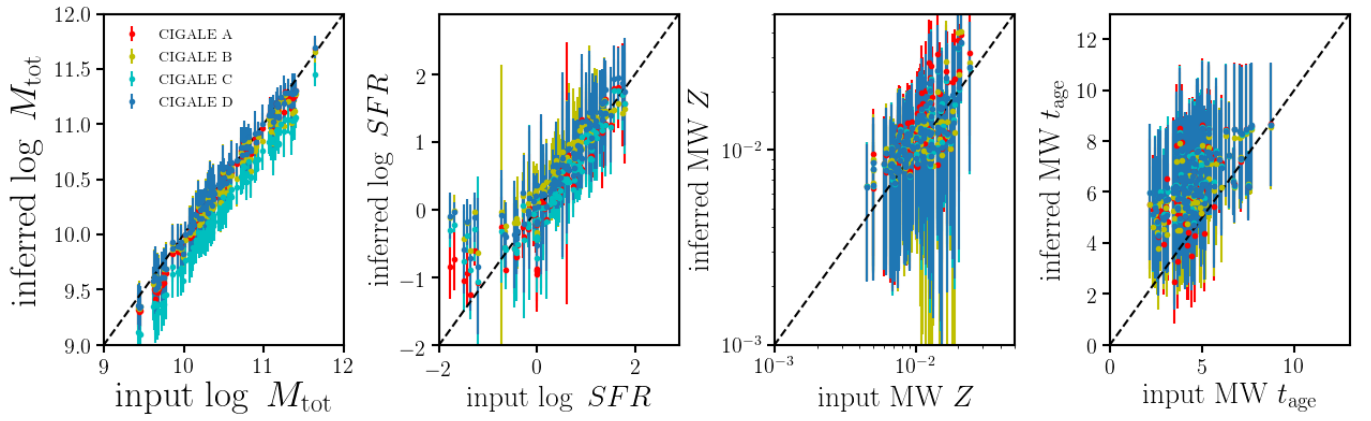 12.0
11.5
11.0
10.5
10.0
9.5
9.0
9
10
11
12
inferred log M_tot
input log M_tot
CIGALE A
CIGALE B
CIGALE C
CIGALE D
2
1
0
−1
−2
−2
0
2
inferred log SFR
input log SFR
10^−2
10^−3
10^−3
10^−2
inferred MW Z
input MW Z
12
10
8
6
4
2
0
0
5
10
inferred MW t_age
input MW t_age